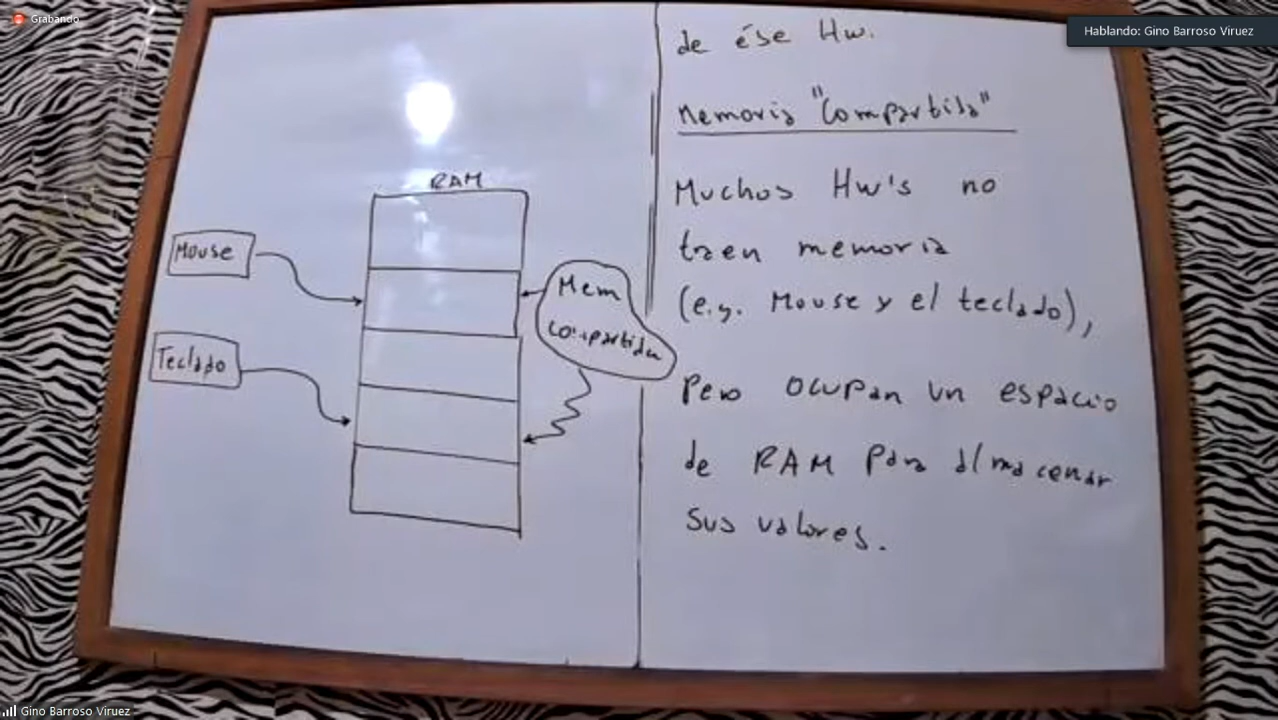 Grabando
Hablando: Gino Barroso Viruez
RAM
Mouse
Teclado
Mem
Compartida
de ése Hw.
Memoria "Compartida"
Muchos Hw's no
traen memoria
(e.g. Mouse y el teclado),
Pero ocupan un espacio
de RAM para almacenar
sus valores.
Gino Barroso Viruez